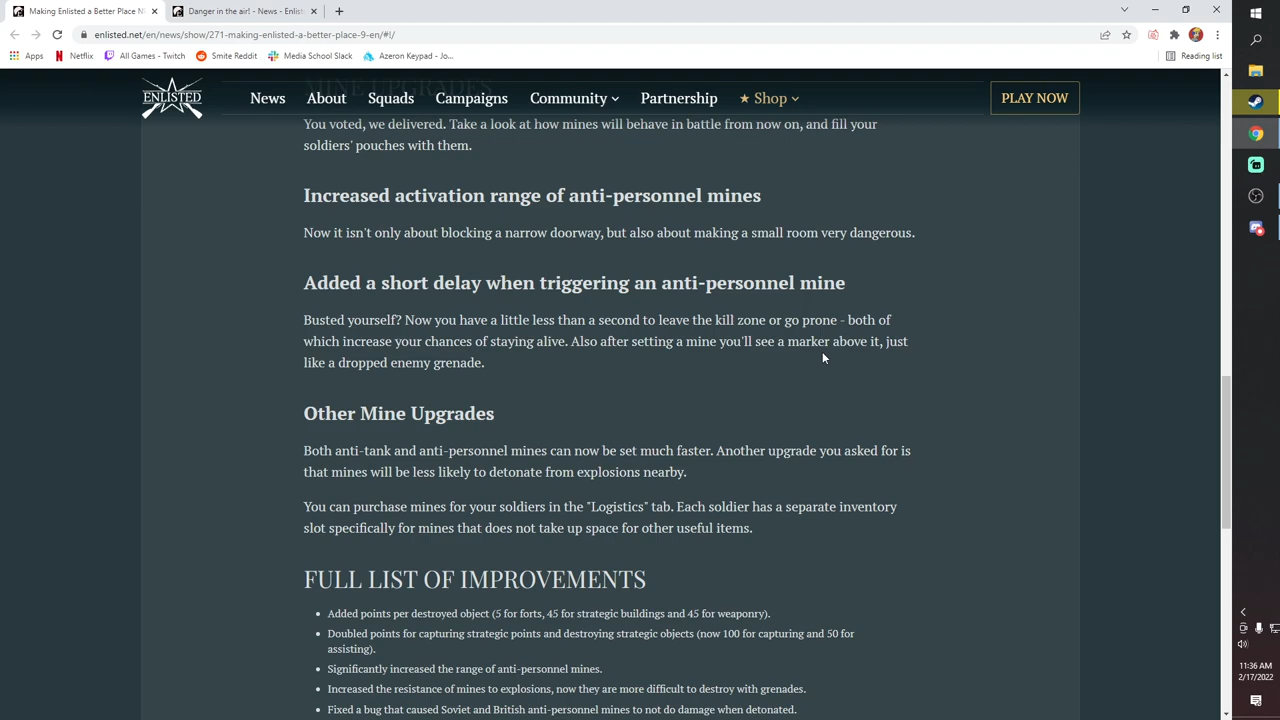 Making Enlisted a Better Place №
Danger in the air! - News - Enlist
enlisted.net/en/news/show/271-making-enlisted-a-better-place-9-en/#!/
Apps
Netflix
All Games - Twitch
Smite Reddit
Media School Slack
Azeron Keypad - Jo...
Reading list
MINE UPGRADES
ENLISTED
News
About
Squads
Campaigns
Community
Partnership
★ Shop
PLAY NOW
You voted, we delivered. Take a look at how mines will behave in battle from now on, and fill your
soldiers' pouches with them.
Increased activation range of anti-personnel mines
Now it isn't only about blocking a narrow doorway, but also about making a small room very dangerous.
Added a short delay when triggering an anti-personnel mine
Busted yourself? Now you have a little less than a second to leave the kill zone or go prone - both of
which increase your chances of staying alive. Also after setting a mine you'll see a marker above it, just
like a dropped enemy grenade.
Other Mine Upgrades
Both anti-tank and anti-personnel mines can now be set much faster. Another upgrade you asked for is
that mines will be less likely to detonate from explosions nearby.
You can purchase mines for your soldiers in the "Logistics" tab. Each soldier has a separate inventory
slot specifically for mines that does not take up space for other useful items.
FULL LIST OF IMPROVEMENTS
• Added points per destroyed object (5 for forts, 45 for strategic buildings and 45 for weaponry).
• Doubled points for capturing strategic points and destroying strategic objects (now 100 for capturing and 50 for
assisting).
• Significantly increased the range of anti-personnel mines.
• Increased the resistance of mines to explosions, now they are more difficult to destroy with grenades.
• Fixed a bug that caused Soviet and British anti-personnel mines to not do damage when detonated.
11:36 AM
2/17/2022